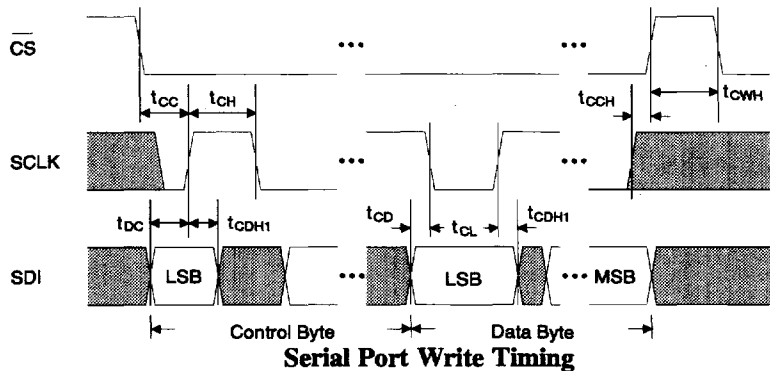 CS
•••
•••
tCC
tCH
tCCH
tCWH
SCLK
•••
•••
tDC
tCDH1
tCD
tCL
tCDH1
SDI
LSB
•••
LSB
•••
MSB
Control Byte
Data Byte
Serial Port Write Timing